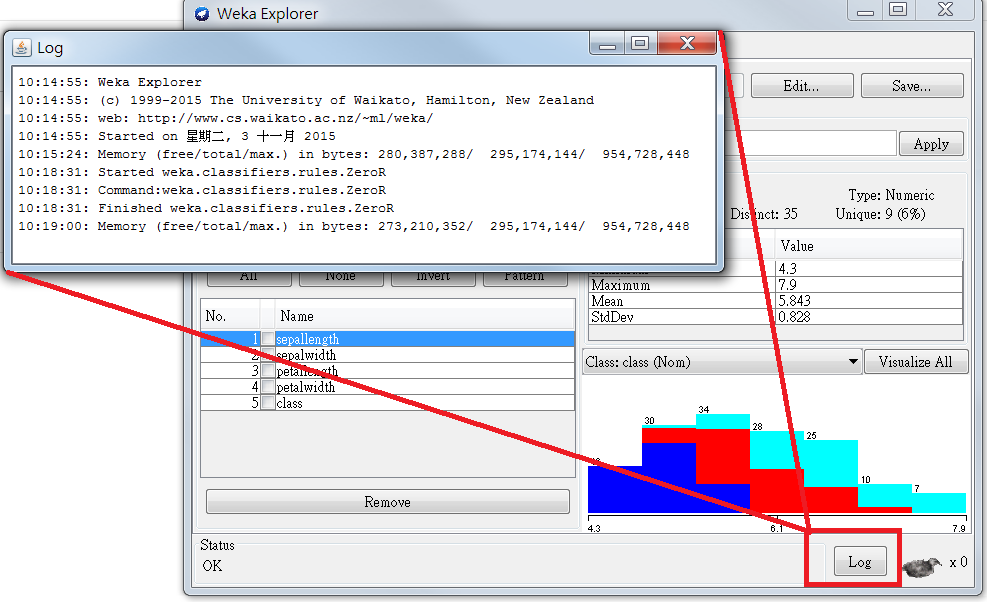 Weka Explorer
Log
10:14:55: Weka Explorer
10:14:55: (c) 1999-2015 The University of Waikato, Hamilton, New Zealand
10:14:55: web: http://www.cs.waikato.ac.nz/~ml/weka/
10:14:55: Started on 星期二, 3 十一月 2015
10:15:24: Memory (free/total/max.) in bytes: 280,387,288/  295,174,144/  954,728,448
10:18:31: Started weka.classifiers.rules.ZeroR
10:18:31: Command:weka.classifiers.rules.ZeroR
10:18:31: Finished weka.classifiers.rules.ZeroR
10:19:00: Memory (free/total/max.) in bytes: 273,210,352/  295,174,144/  954,728,448
Edit...
Save...
Apply
Type: Numeric
Distinct: 35
Unique: 9 (6%)
Value
4.3
Maximum 7.9
Mean 5.843
StdDev 0.828
All
None
Invert
Pattern
No. Name
1 sepallength
2 sepalwidth
3 petallength
4 petalwidth
5 class
Remove
Class: class (Nom)
Visualize All
30
34
28
25
10
7
4.3
6.1
7.9
Status
OK
Log
x 0